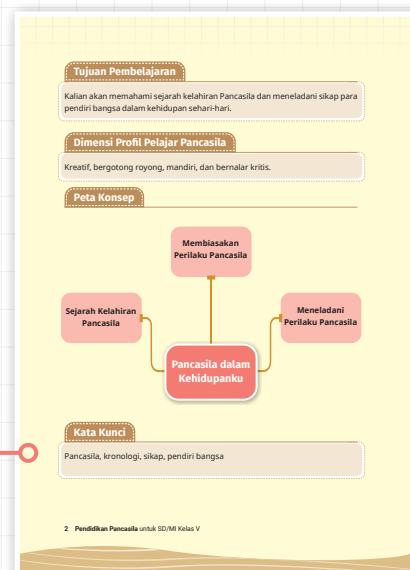 Tujuan Pembelajaran
Kalian akan memahami sejarah kelahiran Pancasila dan meneladani sikap para
pendiri bangsa dalam kehidupan sehari-hari.
Dimensi Profil Pelajar Pancasila
Kreatif, bergotong royong, mandiri, dan bernalar kritis.
Peta Konsep
Membiasakan
Perilaku Pancasila
Sejarah Kelahiran
Pancasila
Meneladani
Perilaku Pancasila
Pancasila dalam
Kehidupanku
Kata Kunci
Pancasila, kronologi, sikap, pendiri bangsa
2 Pendidikan Pancasila untuk SD/MI Kelas V